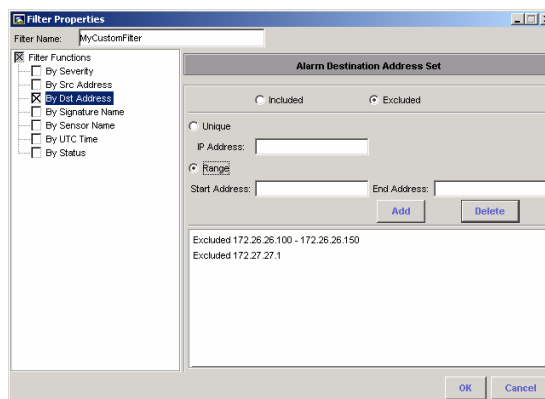 Filter Properties
Filter Name: MyCustomFilter
Filter Functions
By Severity
By Src Address
By Dst Address
By Signature Name
By Sensor Name
By UTC Time
By Status
Alarm Destination Address Set
Included Excluded
Unique
IP Address:
Range
Start Address: End Address:
Add Delete
Excluded 172.26.26.100 - 172.26.26.150
Excluded 172.27.27.1
OK Cancel